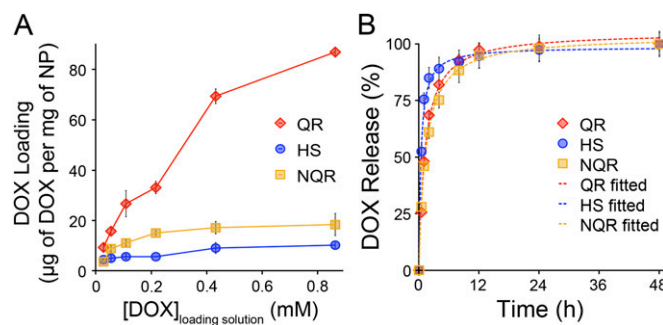 A
DOX Loading
(µg of DOX per mg of NP)
80
60
40
20
0
0
0.2
0.4
0.6
0.8
[DOX]loading solution (mM)
QR
HS
NQR
B
DOX Release (%)
100
75
50
25
0
0
12
24
36
48
Time (h)
QR
HS
NQR
QR fitted
HS fitted
NQR fitted